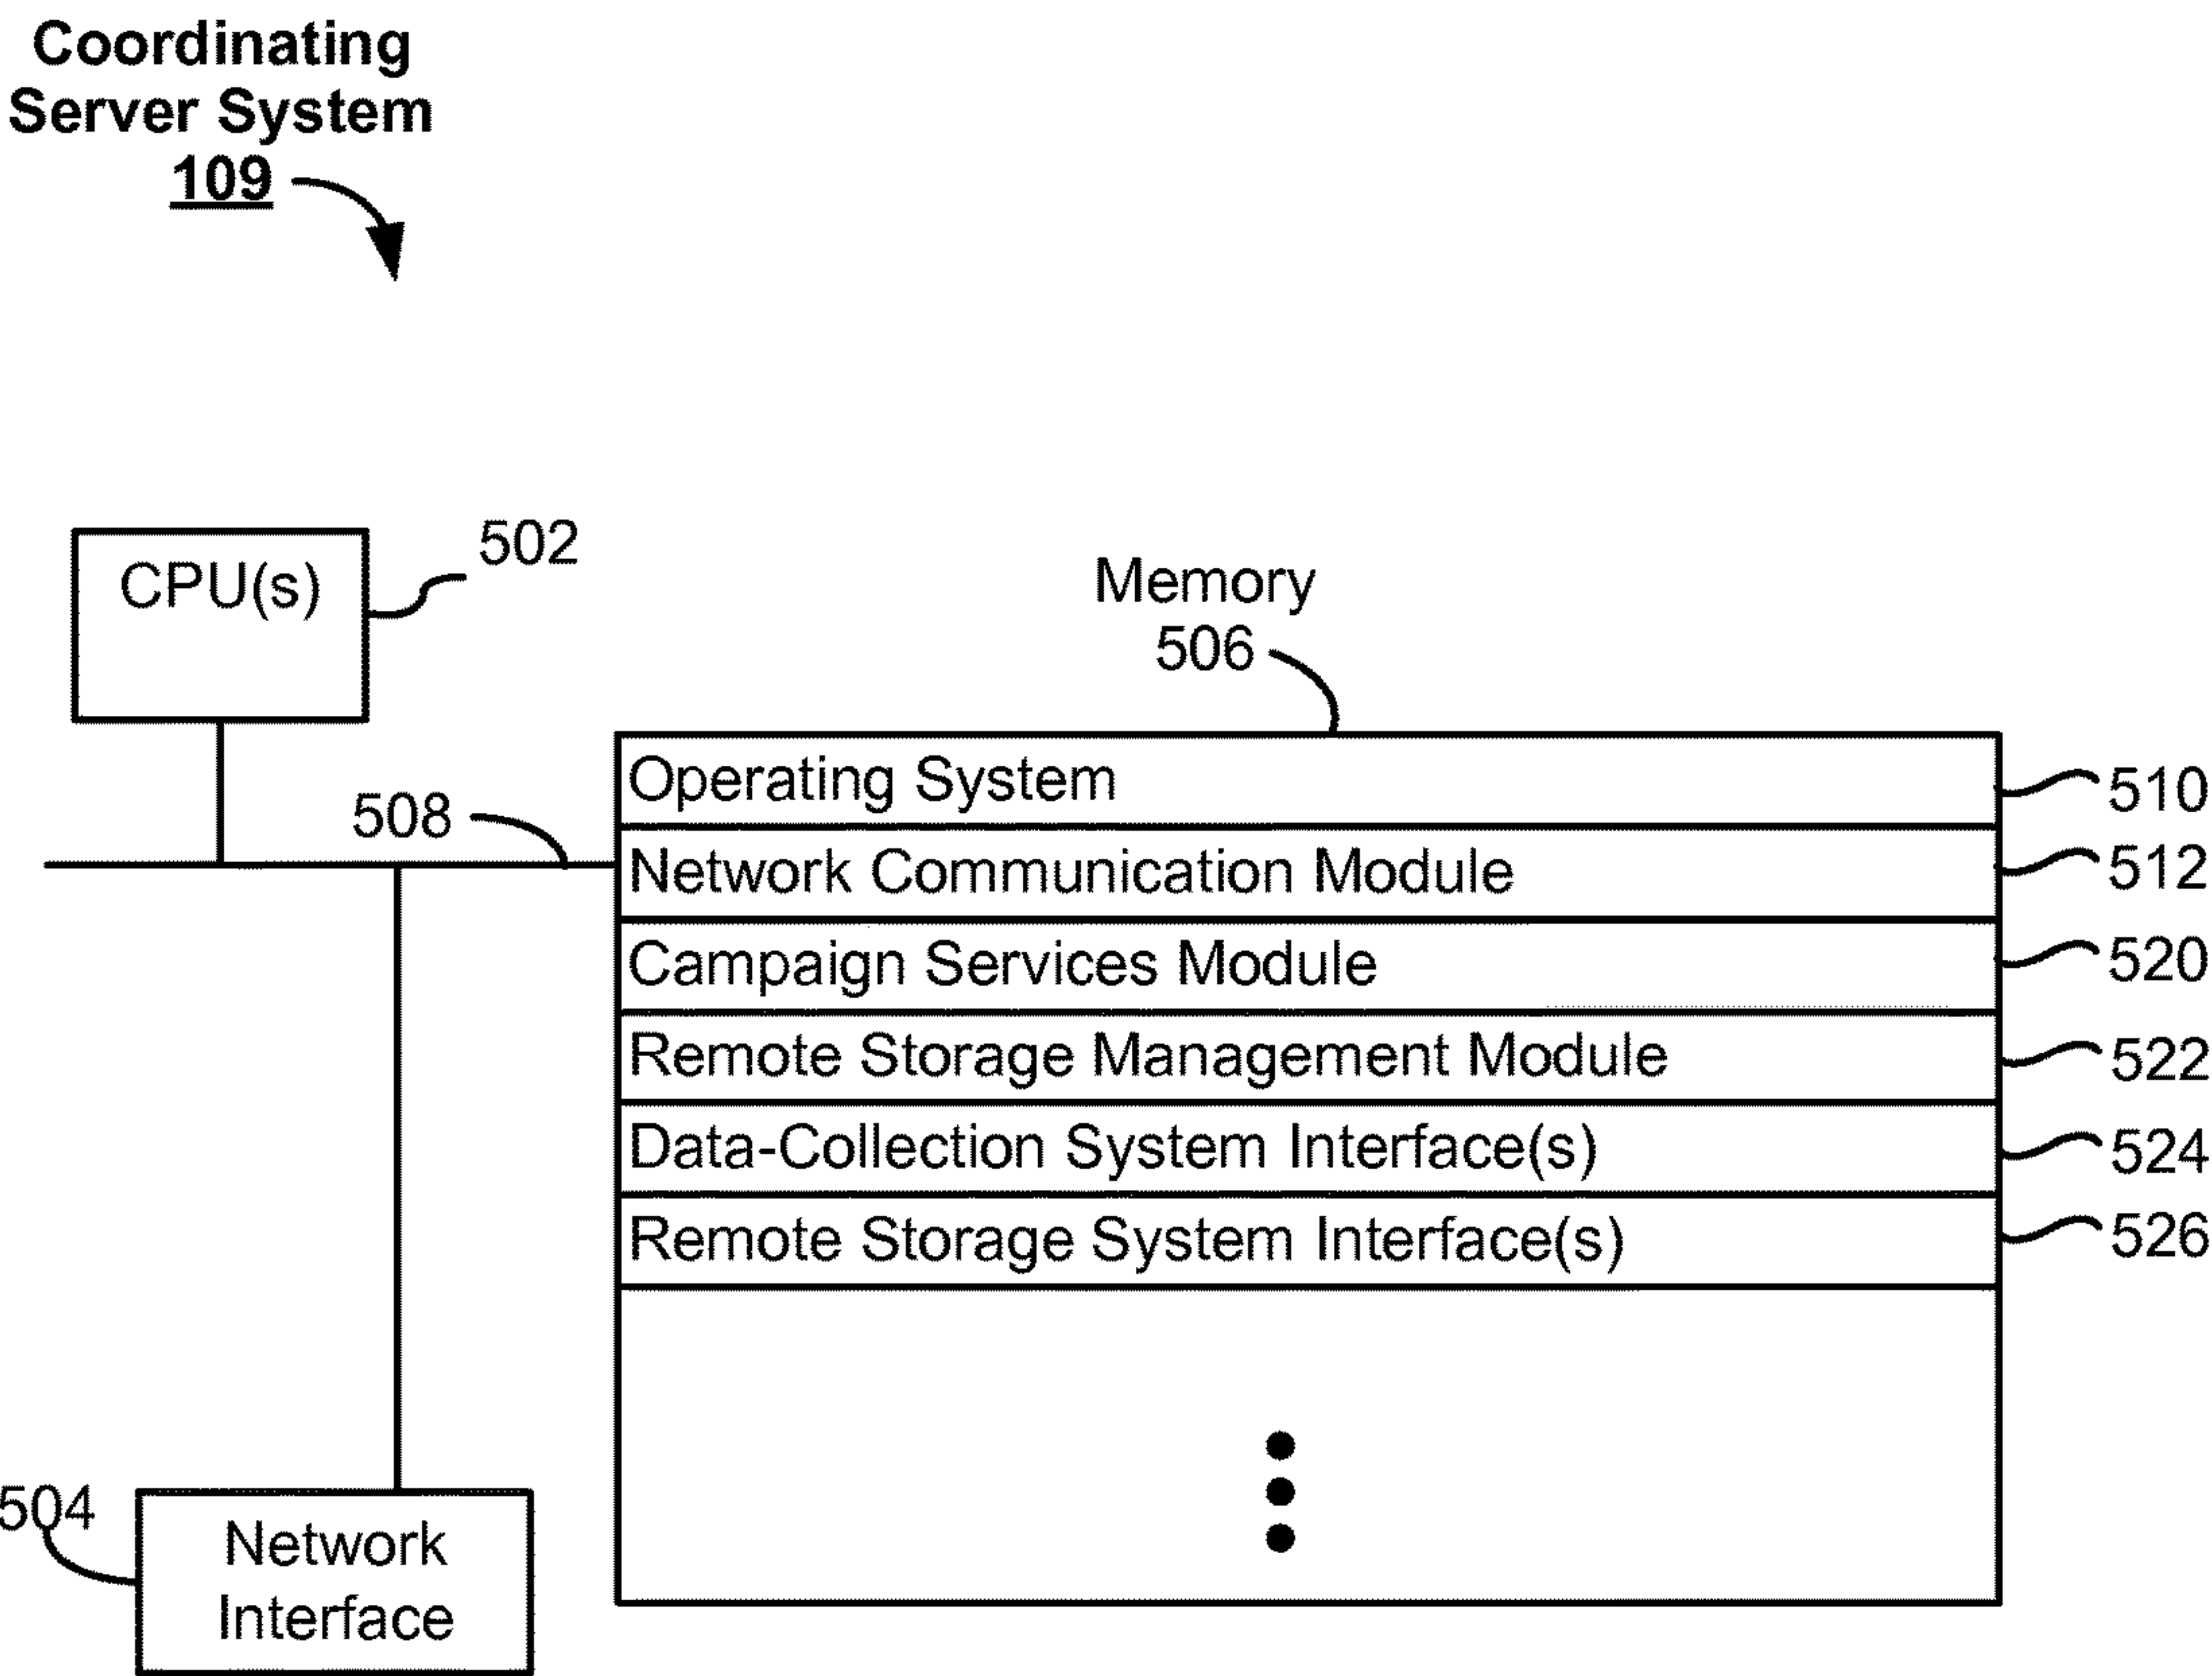 Coordinating
Server System
109
CPU(s)
502
Memory
506
508
Operating System
510
Network Communication Module
512
Campaign Services Module
520
Remote Storage Management Module
522
Data-Collection System Interface(s)
524
Remote Storage System Interface(s)
526
504
Network
Interface